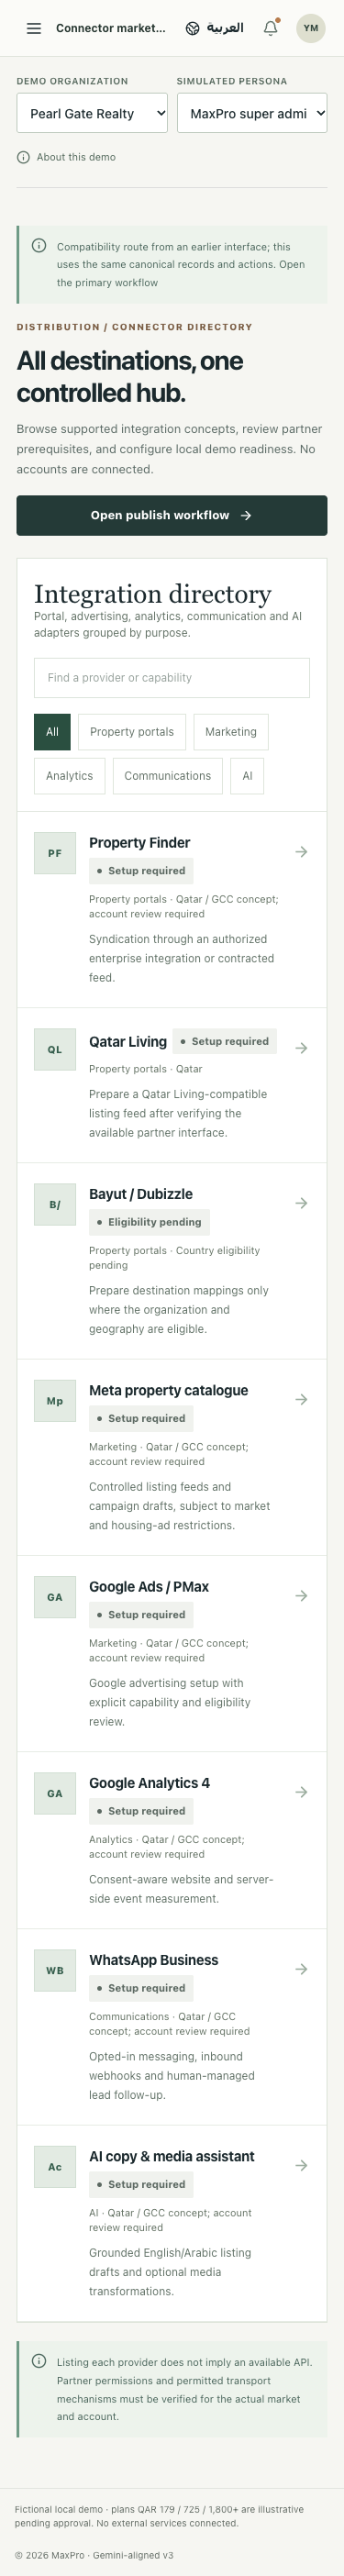 Connector market...
العربية
YM
DEMO ORGANIZATION
SIMULATED PERSONA
Pearl Gate Realty
MaxPro super admi
About this demo
Compatibility route from an earlier interface; this
uses the same canonical records and actions. Open
the primary workflow
DISTRIBUTION / CONNECTOR DIRECTORY
All destinations, one
controlled hub.
Browse supported integration concepts, review partner
prerequisites, and configure local demo readiness. No
accounts are connected.
Open publish workflow →
Integration directory
Portal, advertising, analytics, communication and AI
adapters grouped by purpose.
Find a provider or capability
All
Property portals
Marketing
Analytics
Communications
AI
PF
Property Finder
Setup required
Property portals · Qatar / GCC concept;
account review required
Syndication through an authorized
enterprise integration or contracted
feed.
QL
Qatar Living
Setup required
Property portals · Qatar
Prepare a Qatar Living-compatible
listing feed after verifying the
available partner interface.
B/
Bayut / Dubizzle
Eligibility pending
Property portals · Country eligibility
pending
Prepare destination mappings only
where the organization and
geography are eligible.
Mp
Meta property catalogue
Setup required
Marketing · Qatar / GCC concept;
account review required
Controlled listing feeds and
campaign drafts, subject to market
and housing-ad restrictions.
GA
Google Ads / PMax
Setup required
Marketing · Qatar / GCC concept;
account review required
Google advertising setup with
explicit capability and eligibility
review.
GA
Google Analytics 4
Setup required
Analytics · Qatar / GCC concept;
account review required
Consent-aware website and server-
side event measurement.
WB
WhatsApp Business
Setup required
Communications · Qatar / GCC
concept; account review required
Opted-in messaging, inbound
webhooks and human-managed
lead follow-up.
Ac
AI copy & media assistant
Setup required
AI · Qatar / GCC concept; account
review required
Grounded English/Arabic listing
drafts and optional media
transformations.
Listing each provider does not imply an available API.
Partner permissions and permitted transport
mechanisms must be verified for the actual market
and account.
Fictional local demo · plans QAR 179 / 725 / 1,800+ are illustrative
pending approval. No external services connected.
© 2026 MaxPro · Gemini-aligned v3